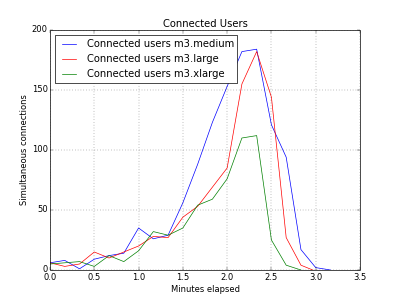 Connected Users
200
Connected users m3.medium
Connected users m3.large
Connected users m3.xlarge
150
Simultaneous connections
100
50
0
0.0 0.5 1.0 1.5 2.0 2.5 3.0 3.5
Minutes elapsed